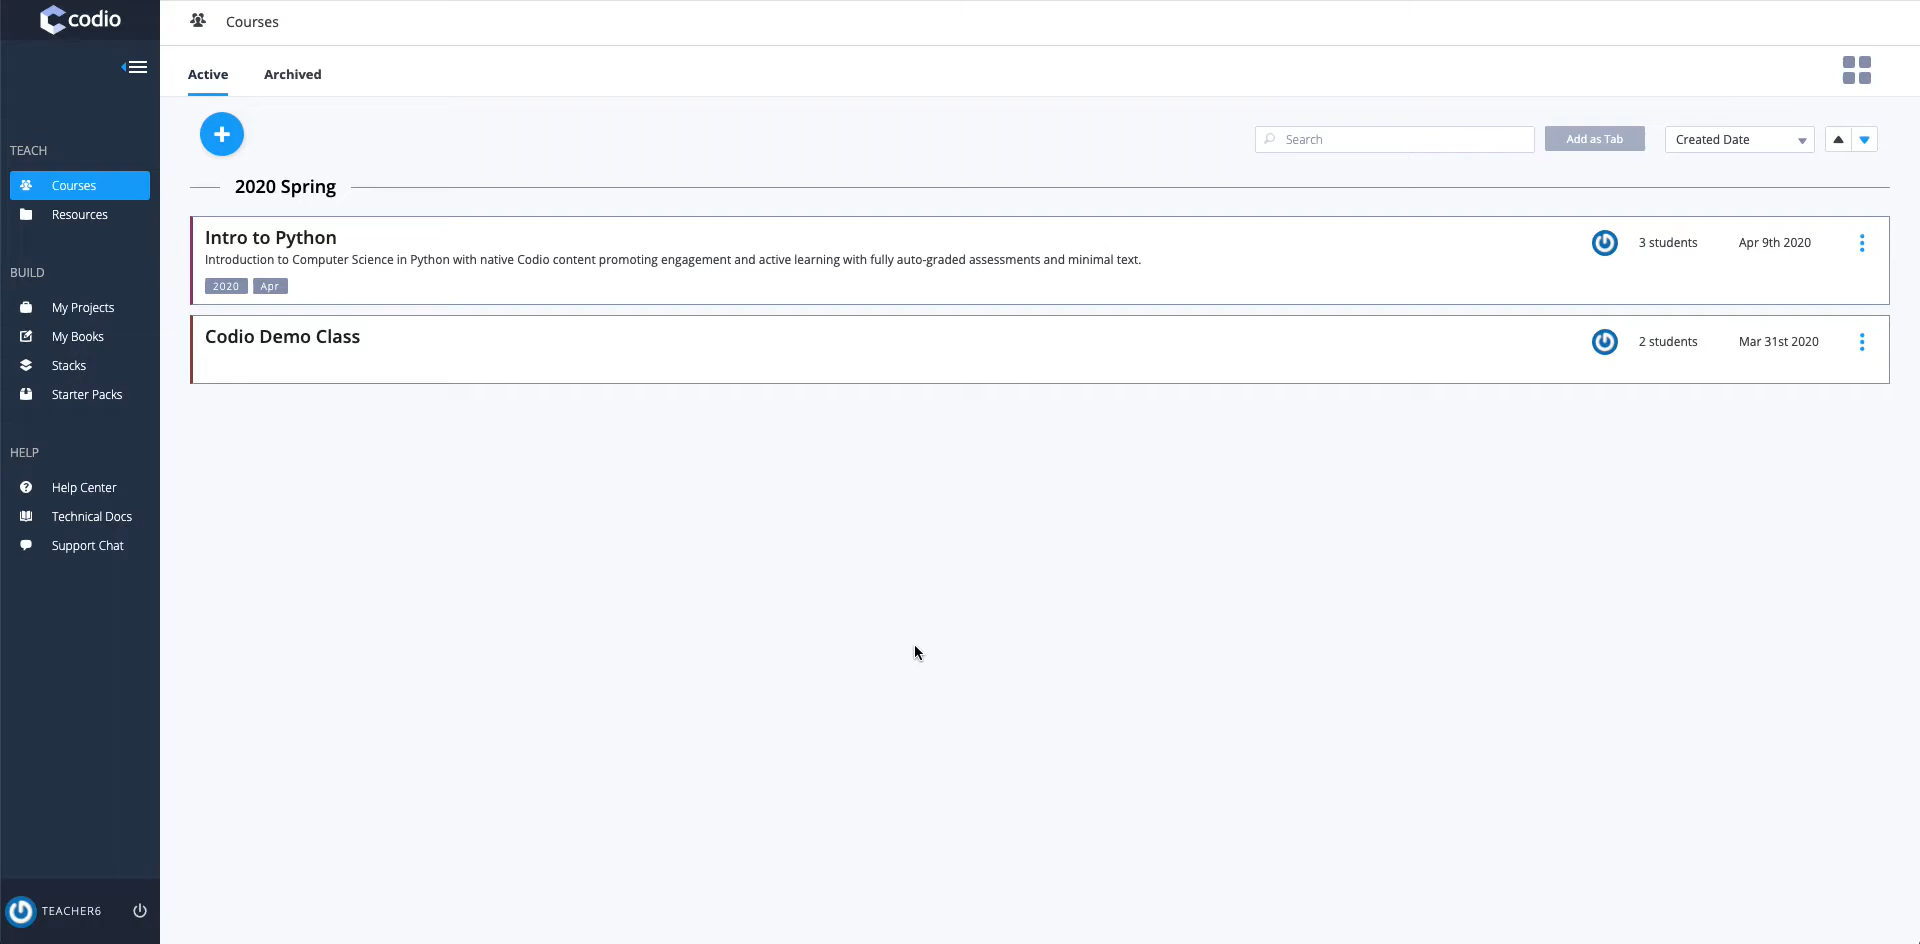 codio
Courses
Active Archived
Search Add as Tab Created Date
TEACH
Courses
Resources
BUILD
My Projects
My Books
Stacks
Starter Packs
HELP
Help Center
Technical Docs
Support Chat
TEACHER6
2020 Spring
Intro to Python 3 students Apr 9th 2020
Introduction to Computer Science in Python with native Codio content promoting engagement and active learning with fully auto-graded assessments and minimal text.
2020 Apr
Codio Demo Class 2 students Mar 31st 2020